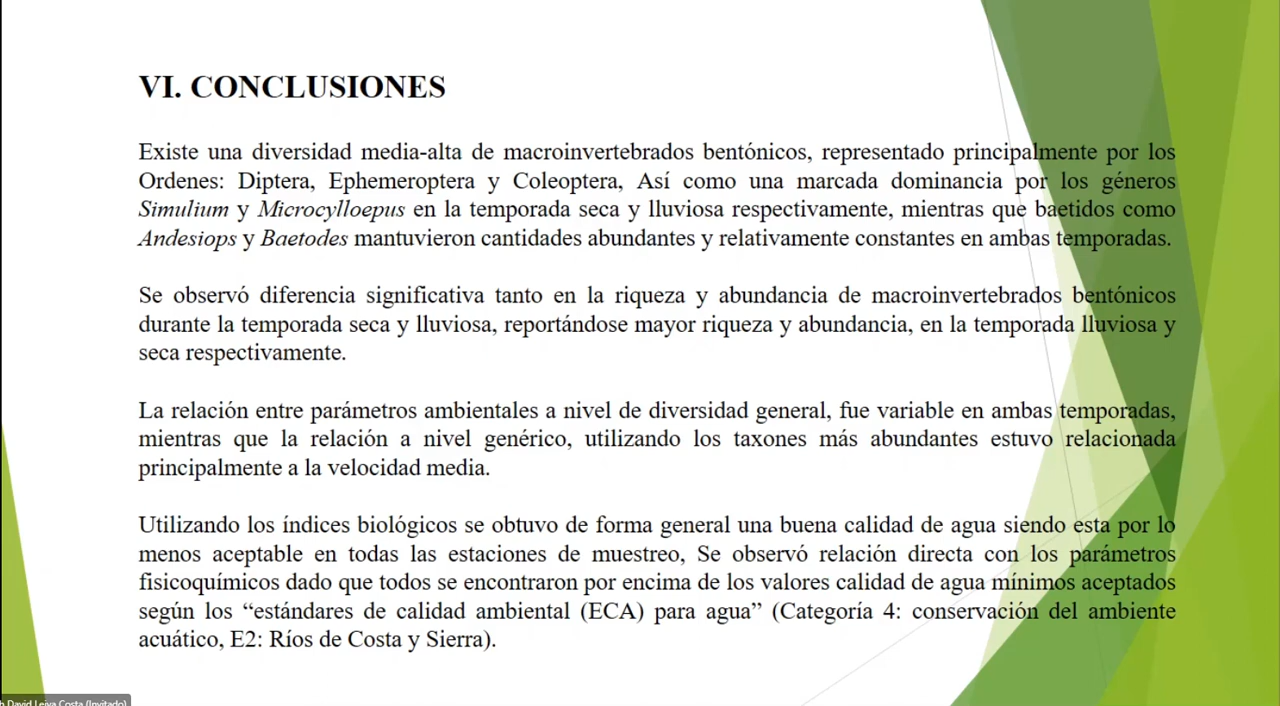 VI. CONCLUSIONES
Existe una diversidad media-alta de macroinvertebrados bentónicos, representado principalmente por los
Ordenes: Diptera, Ephemeroptera y Coleoptera, Así como una marcada dominancia por los géneros
Simulium y Microcylloepus en la temporada seca y lluviosa respectivamente, mientras que baetidos como
Andesiops y Baetodes mantuvieron cantidades abundantes y relativamente constantes en ambas temporadas.
Se observó diferencia significativa tanto en la riqueza y abundancia de macroinvertebrados bentónicos
durante la temporada seca y lluviosa, reportándose mayor riqueza y abundancia, en la temporada lluviosa y
seca respectivamente.
La relación entre parámetros ambientales a nivel de diversidad general, fue variable en ambas temporadas,
mientras que la relación a nivel genérico, utilizando los taxones más abundantes estuvo relacionada
principalmente a la velocidad media.
Utilizando los índices biológicos se obtuvo de forma general una buena calidad de agua siendo esta por lo
menos aceptable en todas las estaciones de muestreo, Se observó relación directa con los parámetros
fisicoquímicos dado que todos se encontraron por encima de los valores calidad de agua mínimos aceptados
según los “estándares de calidad ambiental (ECA) para agua” (Categoría 4: conservación del ambiente
acuático, E2: Ríos de Costa y Sierra).
David Leiva Costa (Invitado)